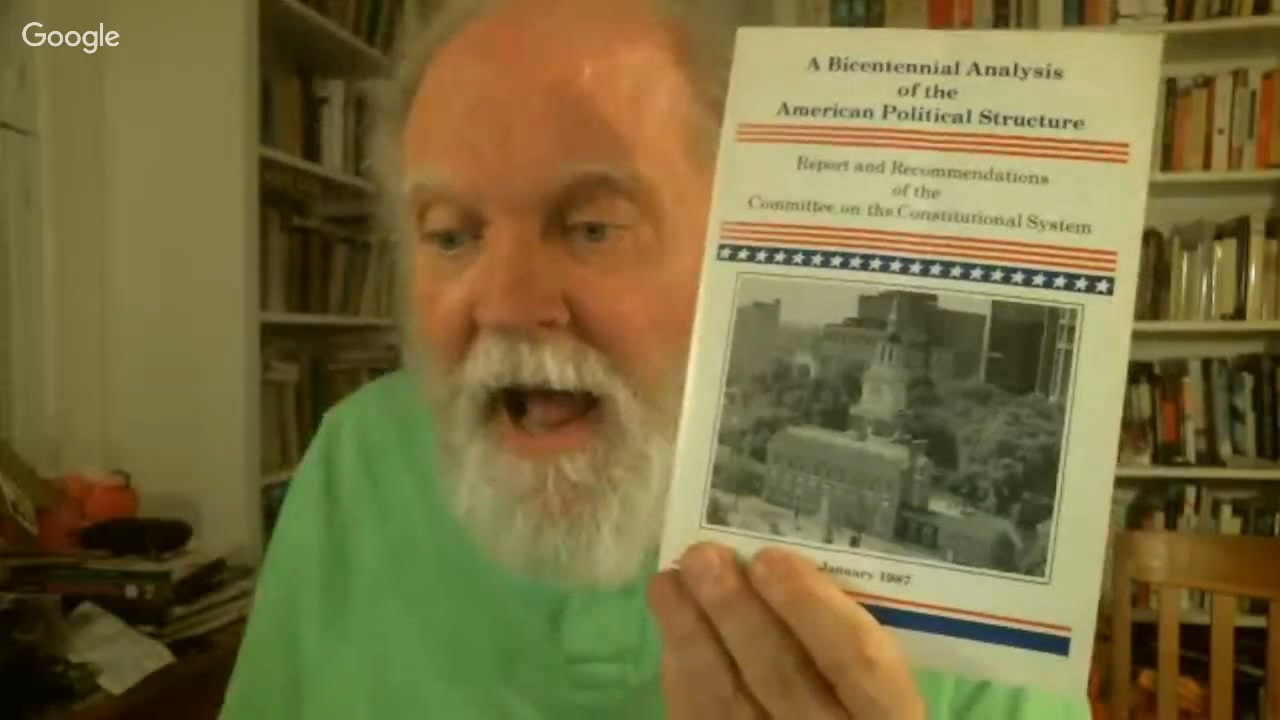 Google
A Bicentennial Analysis
of the
American Political Structure
Report and Recommendations
of the
Committee on the Constitutional System
January 1987